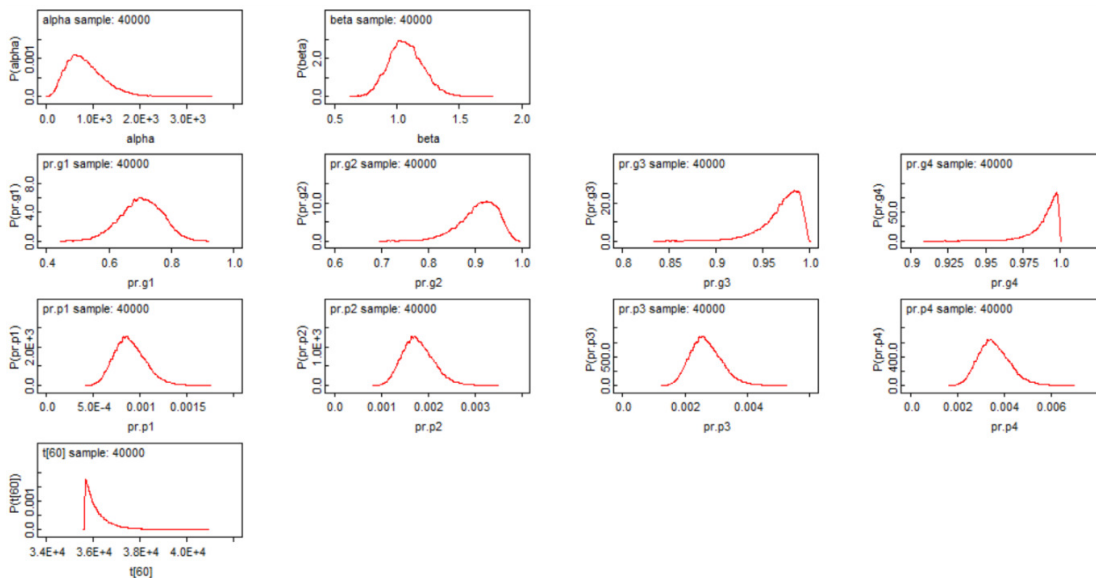 alpha sample: 40000
P(alpha)
0.0 0.001
0.0 1.0E+3 2.0E+3 3.0E+3
alpha
beta sample: 40000
P(beta)
0.0 2.0
0.5 1.0 1.5 2.0
beta
pr.g1 sample: 40000
P(pr.g1)
0.0 4.0 8.0
0.4 0.6 0.8 1.0
pr.g1
pr.g2 sample: 40000
P(pr.g2)
0.0 10.0
0.6 0.7 0.8 0.9 1.0
pr.g2
pr.g3 sample: 40000
P(pr.g3)
0.0 20.0
0.8 0.85 0.9 0.95 1.0
pr.g3
pr.g4 sample: 40000
P(pr.g4)
0.0 50.0
0.9 0.925 0.95 0.975 1.0
pr.g4
pr.p1 sample: 40000
P(pr.p1)
0.0 2.0E+3
0.0 5.0E-4 0.001 0.0015
pr.p1
pr.p2 sample: 40000
P(pr.p2)
0.0 1.0E+3
0.0 0.001 0.002 0.003
pr.p2
pr.p3 sample: 40000
P(pr.p3)
0.0 500.0
0.0 0.002 0.004
pr.p3
pr.p4 sample: 40000
P(pr.p4)
0.0 400.0
0.0 0.002 0.004 0.006
pr.p4
t[60] sample: 40000
P(t[60])
0.0 0.001
3.4E+4 3.6E+4 3.8E+4 4.0E+4
t[60]